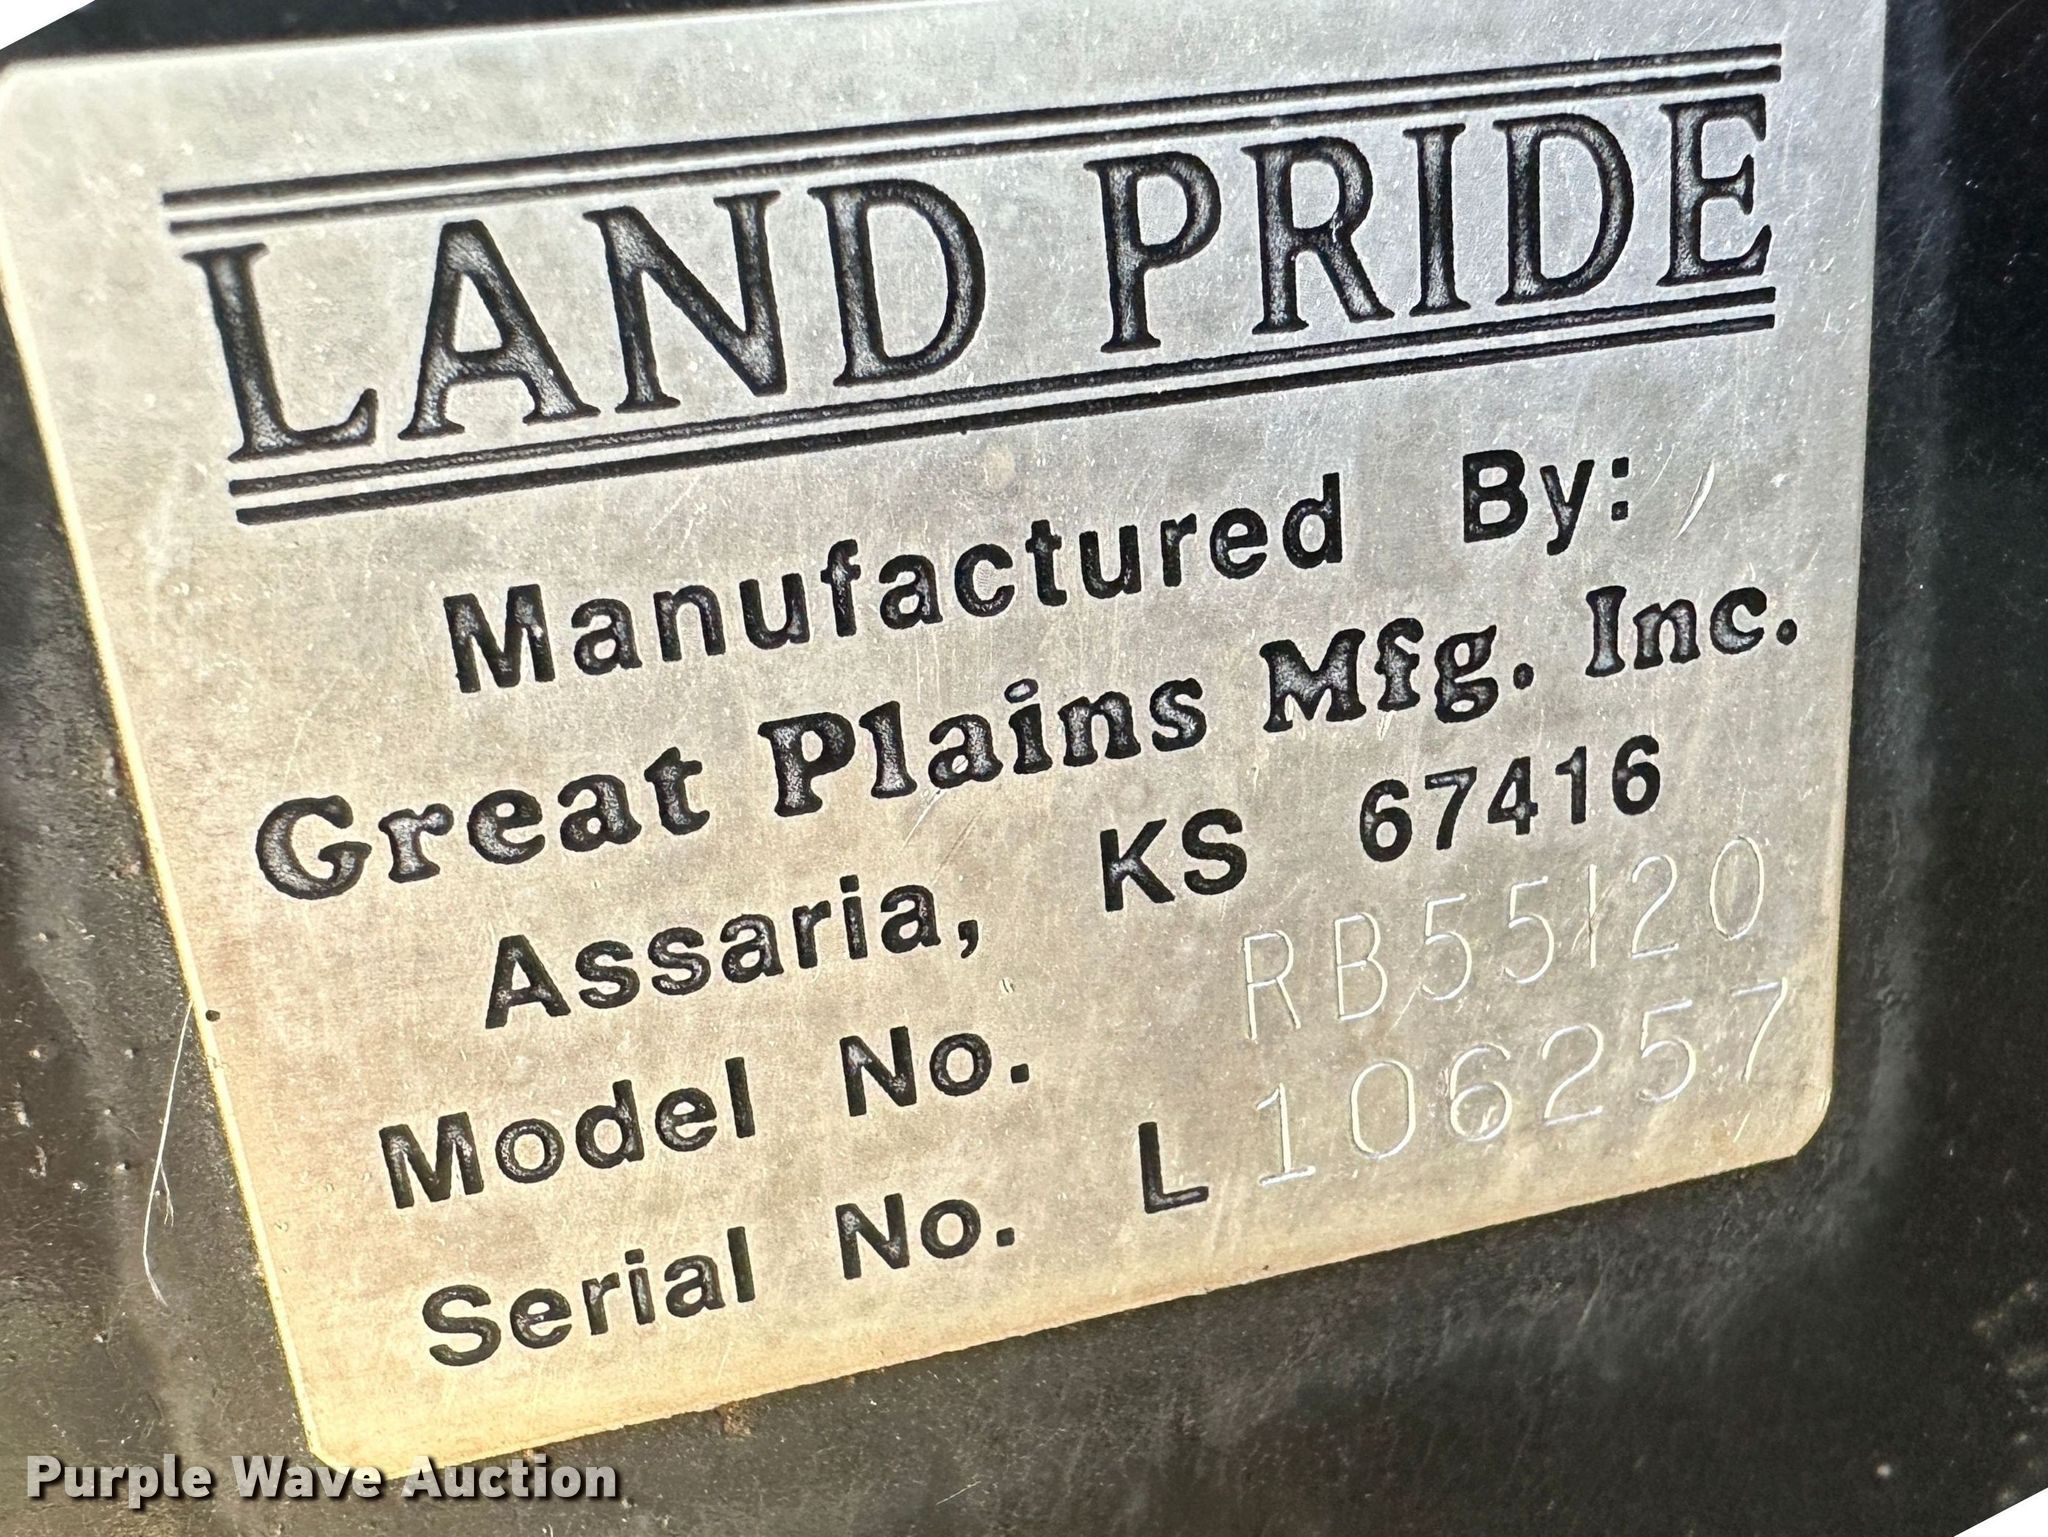 LAND PRIDE
Manufactured By:
Great Plains Mfg. Inc.
Assaria, KS 67416
Model No. RB55120
Serial No. L 106257
Purple Wave Auction